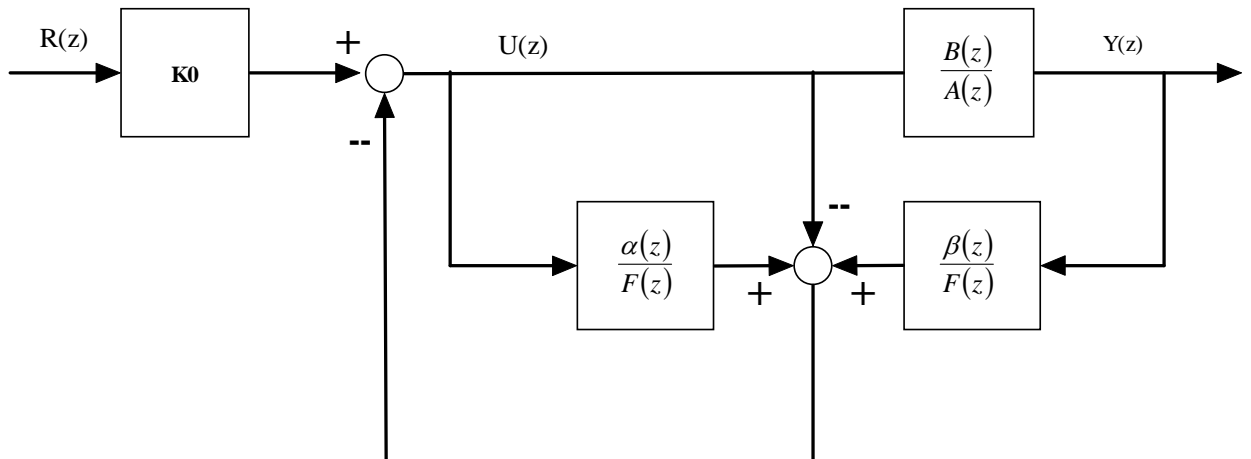 R(z)
K0
+
--
U(z)
B(z)
A(z)
Y(z)
--
α(z)
F(z)
+
+
β(z)
F(z)